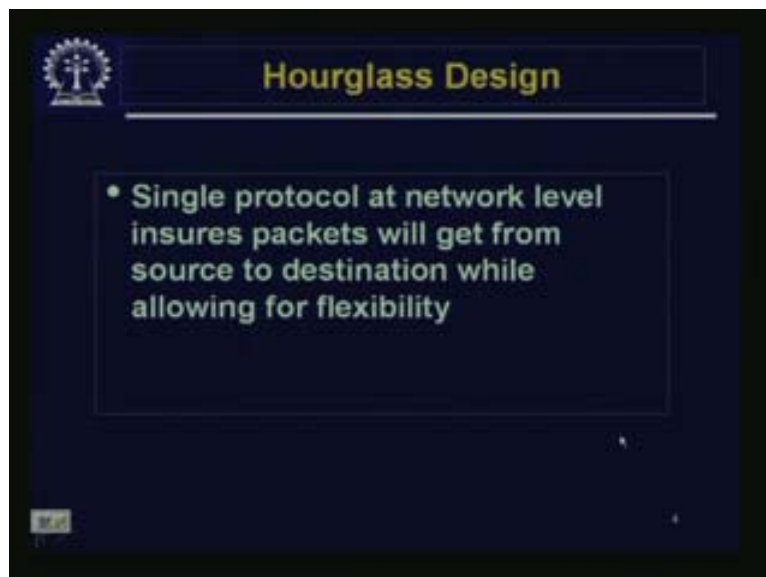 Hourglass Design
• Single protocol at network level
insures packets will get from
source to destination while
allowing for flexibility